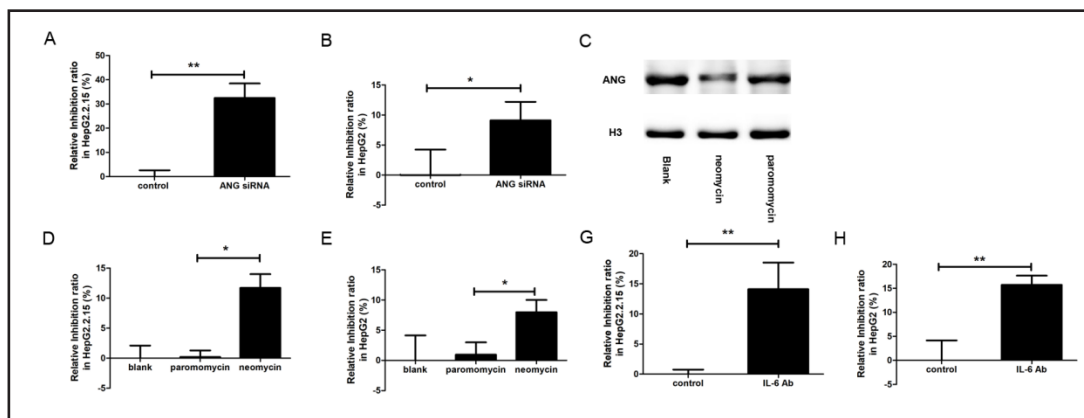 A
Relative Inhibition ratio
in HepG2.2.15 (%)
50
40
30
20
10
0
**
control
ANG siRNA
B
Relative Inhibition ratio
in HepG2 (%)
15
10
5
0
-5
*
control
ANG siRNA
C
ANG
H3
Blank
neomycin
paromomycin
D
Relative Inhibition ratio
in HepG2.2.15 (%)
15
10
5
0
-5
*
blank
paromomycin
neomycin
E
Relative Inhibition ratio
in HepG2 (%)
15
10
5
0
-5
*
blank
paromomycin
neomycin
G
Relative Inhibition ratio
in HepG2.2.15 (%)
20
15
10
5
0
**
control
IL-6 Ab
H
Relative Inhibition ratio
in HepG2 (%)
20
15
10
5
0
-5
**
control
IL-6 Ab